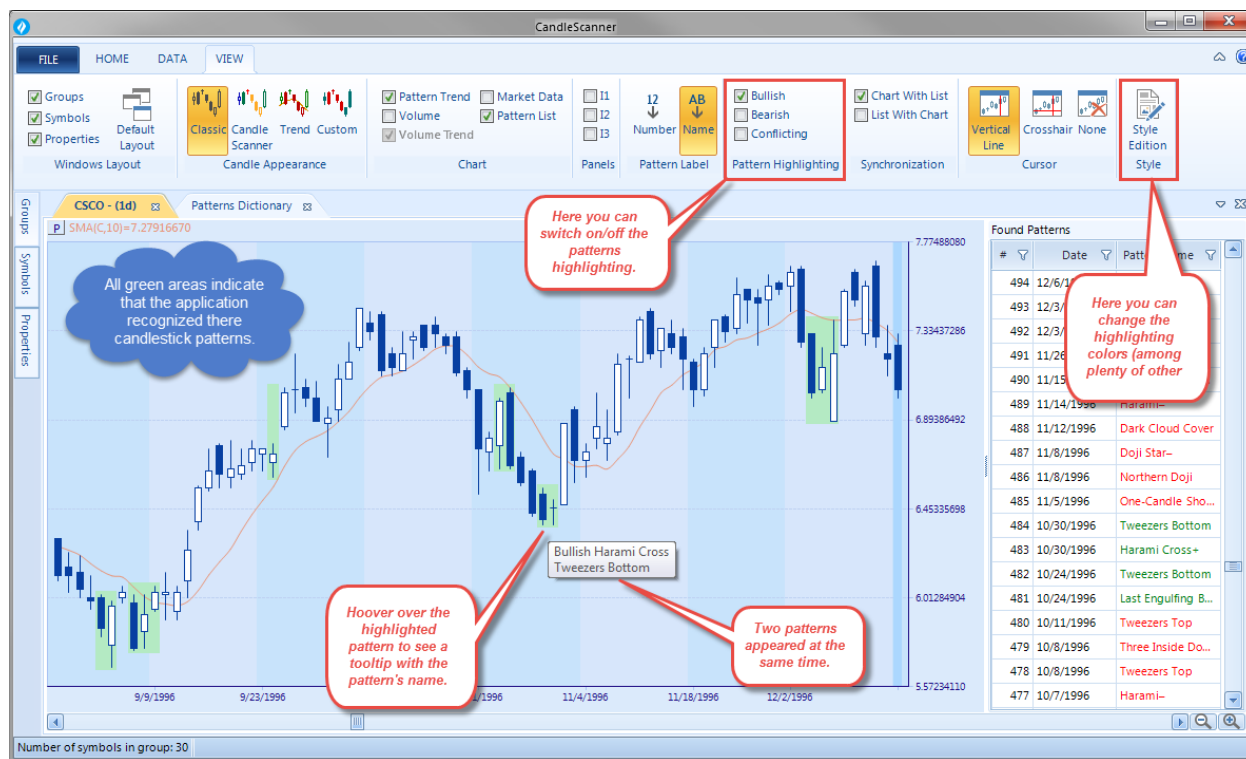 CandleScanner
FILE HOME DATA VIEW
Groups
Symbols
Properties
Default
Layout
Windows Layout
Classic
Candle
Scanner
Trend
Custom
Candle Appearance
Pattern Trend
Volume
Volume Trend
Market Data
Pattern List
Chart
I1
I2
I3
Panels
12
Number
AB
Name
Pattern Label
Bullish
Bearish
Conflicting
Pattern Highlighting
Chart With List
List With Chart
Synchronization
Vertical
Line
Crosshair
None
Cursor
Style
Edition
Style
Groups
Symbols
Properties
CSCO - (1d)
Patterns Dictionary
P SMA(C,10)=7.27916670
All green areas indicate
that the application
recognized there
candlestick patterns.
Here you can
switch on/off the
patterns
highlighting.
Here you can
change the
highlighting
colors (among
plenty of other
Hoover over the
highlighted
pattern to see a
tooltip with the
pattern's name.
Bullish Harami Cross
Tweezers Bottom
Two patterns
appeared at the
same time.
7.77488080
7.33437286
6.89386492
6.45335698
6.01284904
5.57234110
9/9/1996
9/23/1996
11/4/1996
11/18/1996
12/2/1996
Found Patterns
# Date
494
493
492
491
490
489 11/14/1996 Harami–
488 11/12/1996 Dark Cloud Cover
487 11/8/1996 Doji Star–
486 11/8/1996 Northern Doji
485 11/5/1996 One-Candle Sho...
484 10/30/1996 Tweezers Bottom
483 10/30/1996 Harami Cross+
482 10/24/1996 Tweezers Bottom
481 10/24/1996 Last Engulfing B...
480 10/11/1996 Tweezers Top
479 10/8/1996 Three Inside Do...
478 10/8/1996 Tweezers Top
477 10/7/1996 Harami–
Number of symbols in group: 30